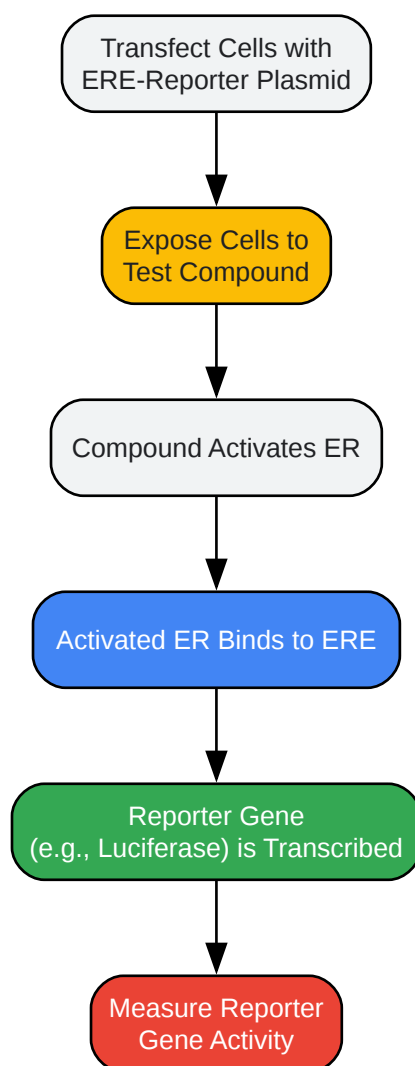 Transfect Cells with
ERE-Reporter Plasmid
Expose Cells to
Test Compound
Compound Activates ER
Activated ER Binds to ERE
Reporter Gene
(e.g., Luciferase) is Transcribed
Measure Reporter
Gene Activity